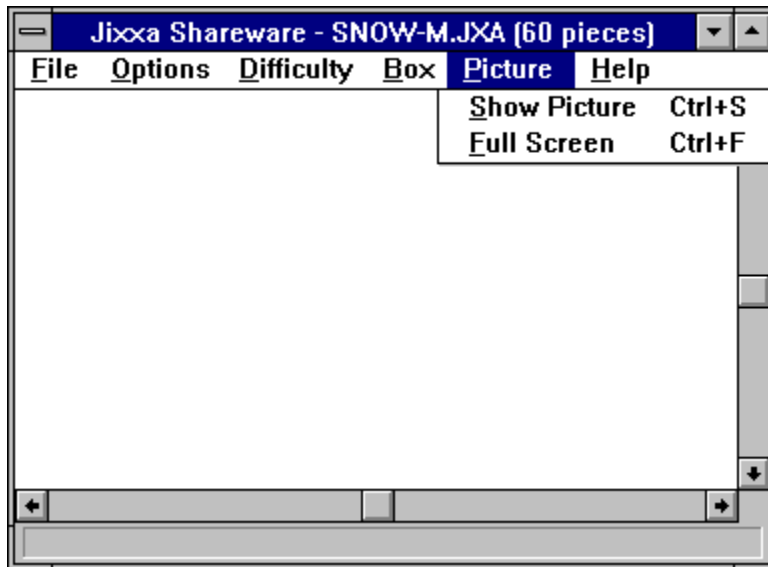 Jixxa Shareware - SNOW-M.JXA (60 pieces)
File Options Difficulty Box Picture Help
Show Picture Ctrl+S
Full Screen Ctrl+F